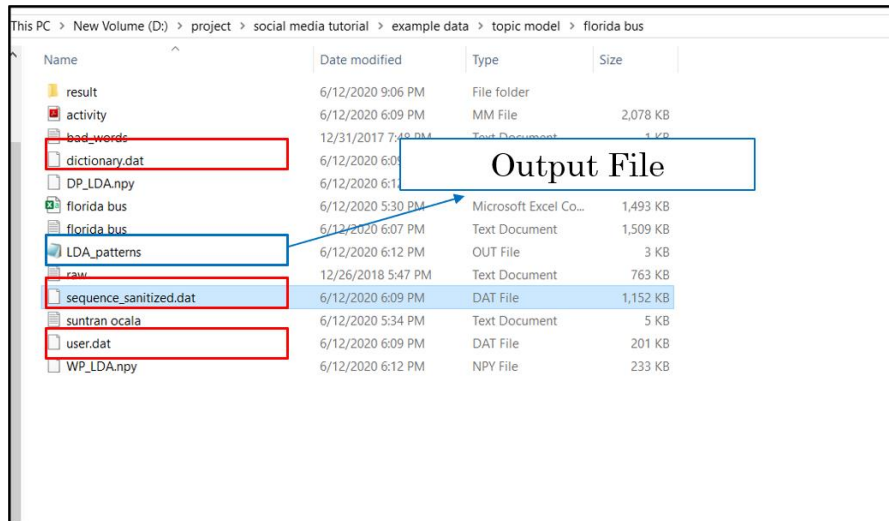 This PC > New Volume (D:) > project > social media tutorial > example data > topic model > florida bus
Name Date modified Type Size
result 6/12/2020 9:06 PM File folder
activity 6/12/2020 6:09 PM MM File 2,078 KB
bad_words 12/31/2017 7:48 PM Text Document 1 KB
dictionary.dat 6/12/2020 6:09
Output File
DP_LDA.npy 6/12/2020 6:12
florida bus 6/12/2020 5:30 PM Microsoft Excel Co... 1,493 KB
florida bus 6/12/2020 6:07 PM Text Document 1,509 KB
LDA_patterns 6/12/2020 6:12 PM OUT File 3 KB
raw 12/26/2018 5:47 PM Text Document 763 KB
sequence_sanitized.dat 6/12/2020 6:09 PM DAT File 1,152 KB
suntran ocala 6/12/2020 5:34 PM Text Document 5 KB
user.dat 6/12/2020 6:09 PM DAT File 201 KB
WP_LDA.npy 6/12/2020 6:12 PM NPY File 233 KB